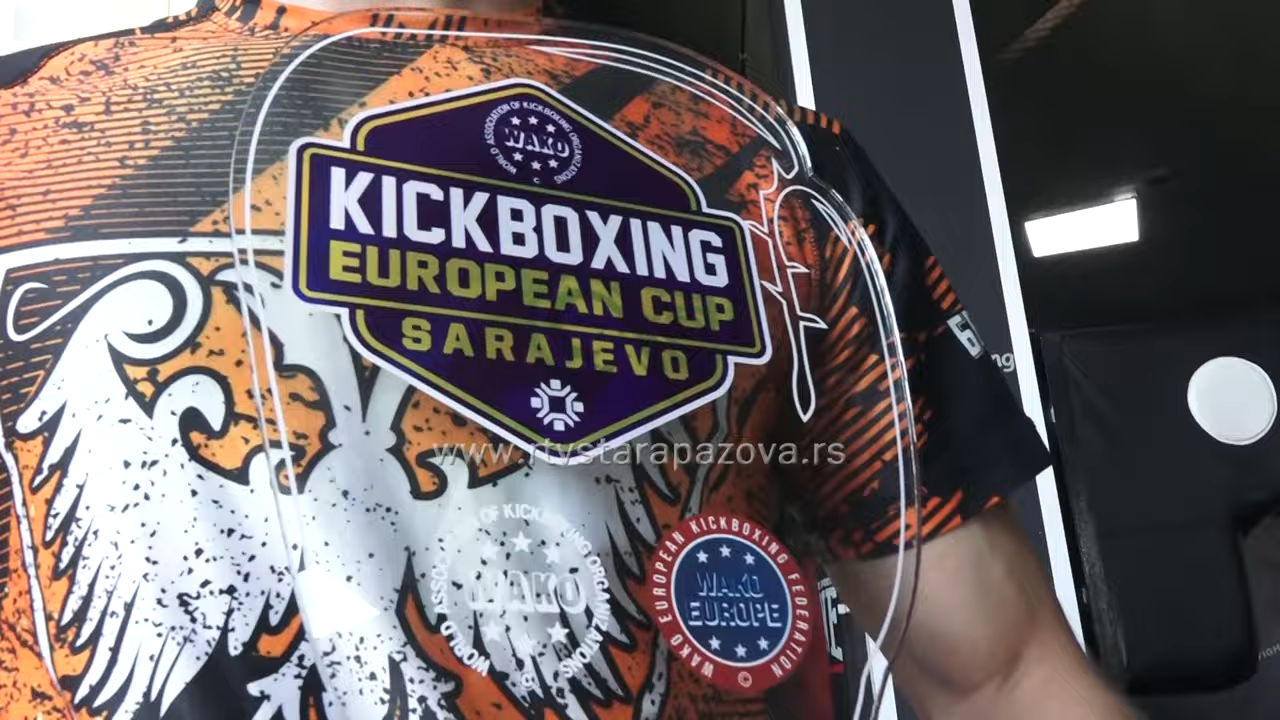 WORLD ASSOCIATION OF KICKBOXING ORGANIZATIONS
WAKO
KICKBOXING
EUROPEAN CUP
SARAJEVO
www.rtvstarapazova.rs
WORLD ASSOCIATION OF KICKBOXING ORGANIZATIONS
WAKO
WAKO EUROPEAN KICKBOXING FEDERATION
WAKO
EUROPE
©